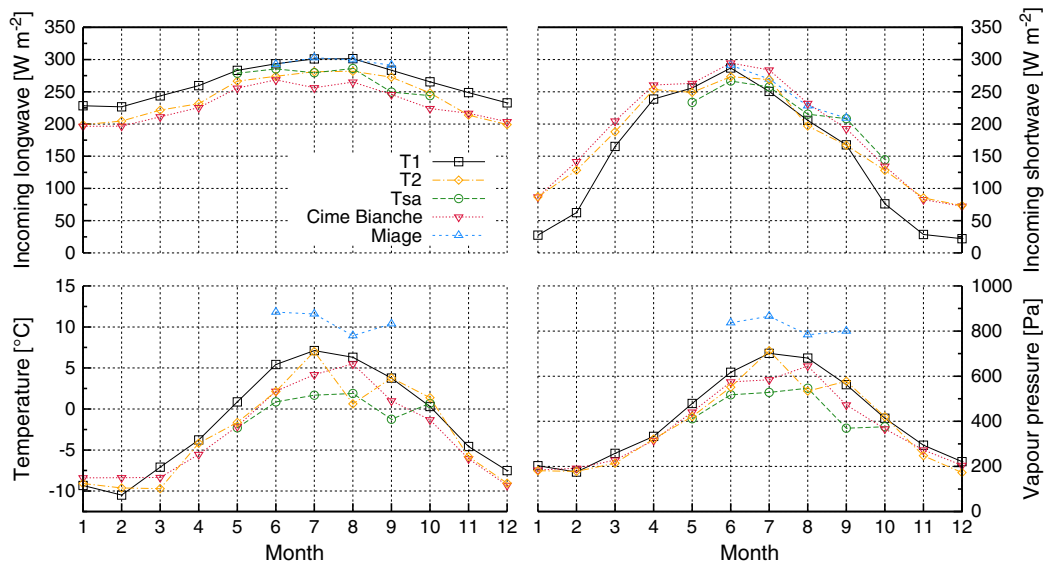 Incoming longwave [W m-2]
350
300
250
200
150
100
50
0
T1
T2
Tsa
Cime Bianche
Miage
350
300
250
200
150
100
50
0
Incoming shortwave [W m-2]
Temperature [°C]
15
10
5
0
-5
-10
1 2 3 4 5 6 7 8 9 10 11 12
Month
1000
800
600
400
200
0
Vapour pressure [Pa]
1 2 3 4 5 6 7 8 9 10 11 12
Month